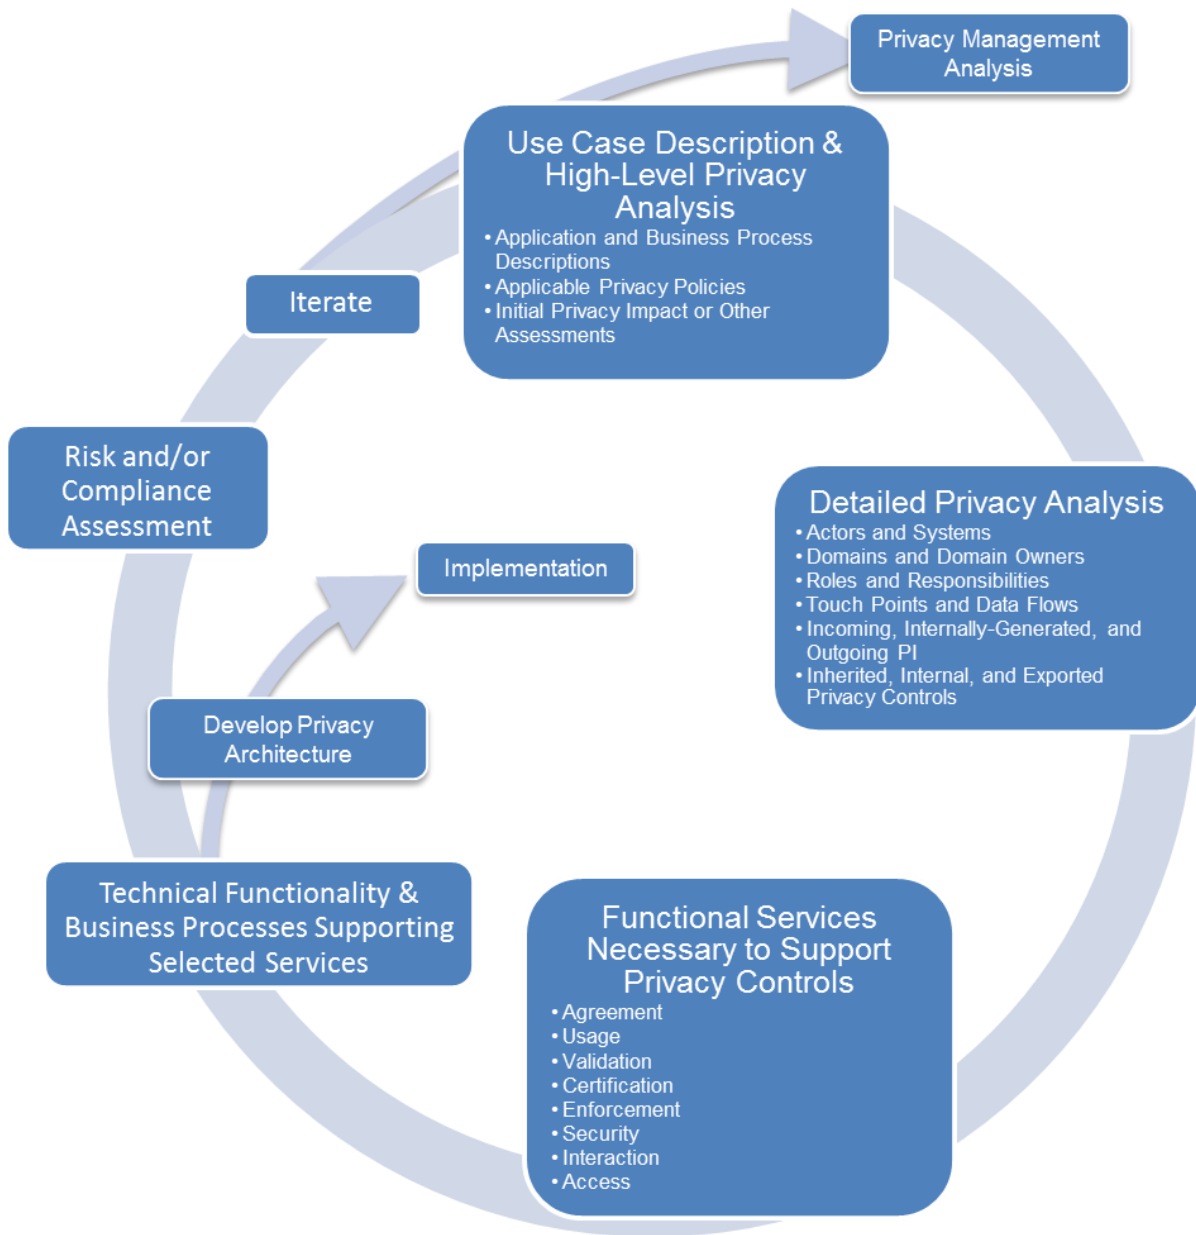 Privacy Management
Analysis
Use Case Description &
High-Level Privacy
Analysis
• Application and Business Process
Descriptions
• Applicable Privacy Policies
• Initial Privacy Impact or Other
Assessments
Iterate
Risk and/or
Compliance
Assessment
Detailed Privacy Analysis
• Actors and Systems
• Domains and Domain Owners
• Roles and Responsibilities
• Touch Points and Data Flows
• Incoming, Internally-Generated, and
Outgoing PI
• Inherited, Internal, and Exported
Privacy Controls
Implementation
Develop Privacy
Architecture
Technical Functionality &
Business Processes Supporting
Selected Services
Functional Services
Necessary to Support
Privacy Controls
• Agreement
• Usage
• Validation
• Certification
• Enforcement
• Security
• Interaction
• Access